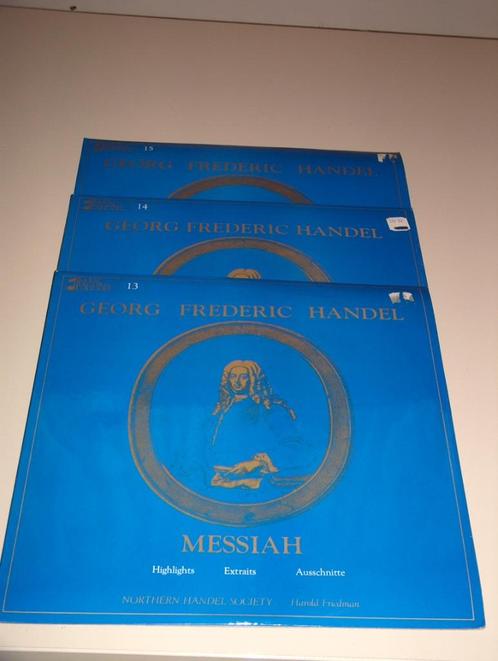 15
GEORG FREDERIC HANDEL
14
GEORG FREDERIC HANDEL
13
GEORG FREDERIC HANDEL
MESSIAH
Highlights Extraits Ausschnitte
NORTHERN HANDEL SOCIETY Harold Friedman